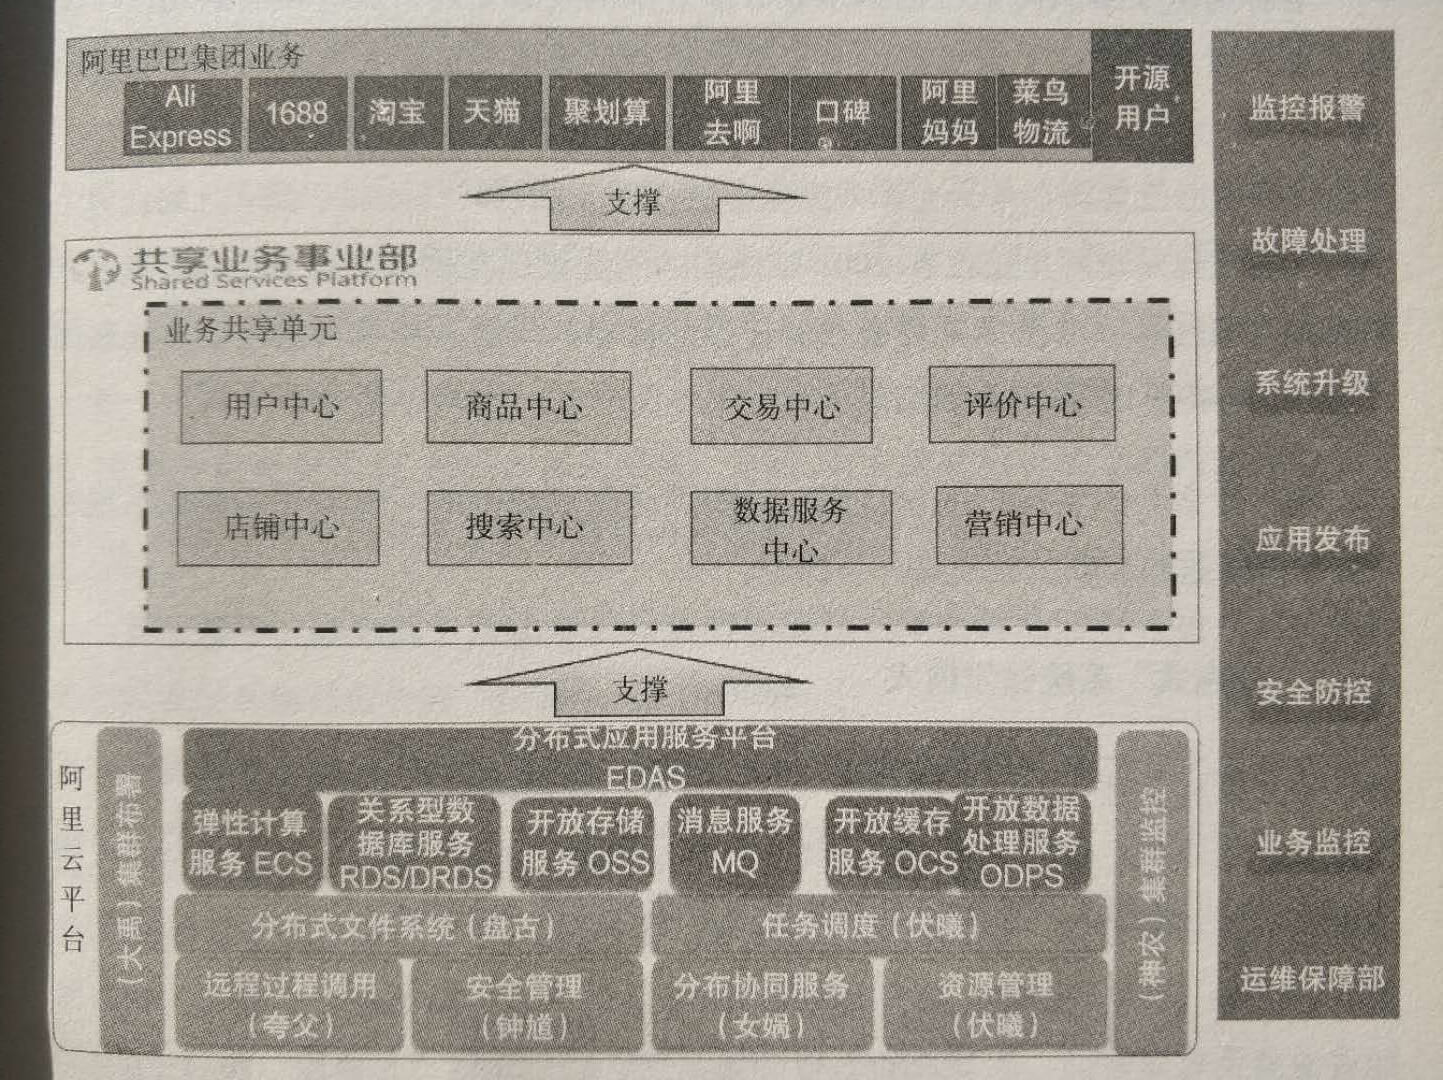 阿里巴巴集团业务
Ali
Express
1688
淘宝
天猫
聚划算
阿里
去啊
口碑
阿里
妈妈
菜鸟
物流
开源
用户
支撑
共享业务事业部
Shared Services Platform
业务共享单元
用户中心
商品中心
交易中心
评价中心
店铺中心
搜索中心
数据服务
中心
营销中心
支撑
阿里云平台
（大禹）集群布署
分布式应用服务平台
EDAS
弹性计算
服务 ECS
关系型数
据库服务
RDS/DRDS
开放存储
服务 OSS
消息服务
MQ
开放缓存
服务 OCS
开放数据
处理服务
ODPS
分布式文件系统（盘古）
任务调度（伏曦）
远程过程调用
（夸父）
安全管理
（钟馗）
分布协同服务
（女娲）
资源管理
（伏曦）
（神农）集群监控
监控报警
故障处理
系统升级
应用发布
安全防控
业务监控
运维保障部